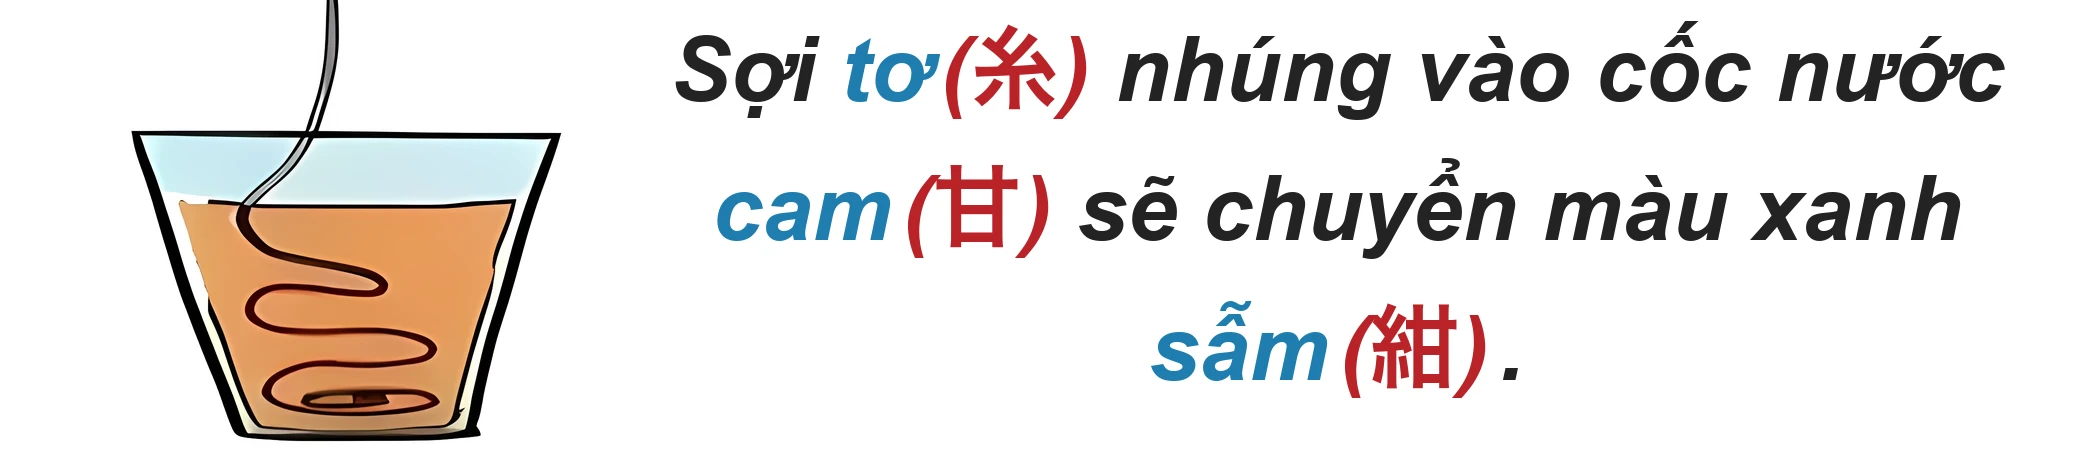 Sợi tơ(糸) nhúng vào cốc nước
cam(甘) sẽ chuyển màu xanh
sẫm(紺).